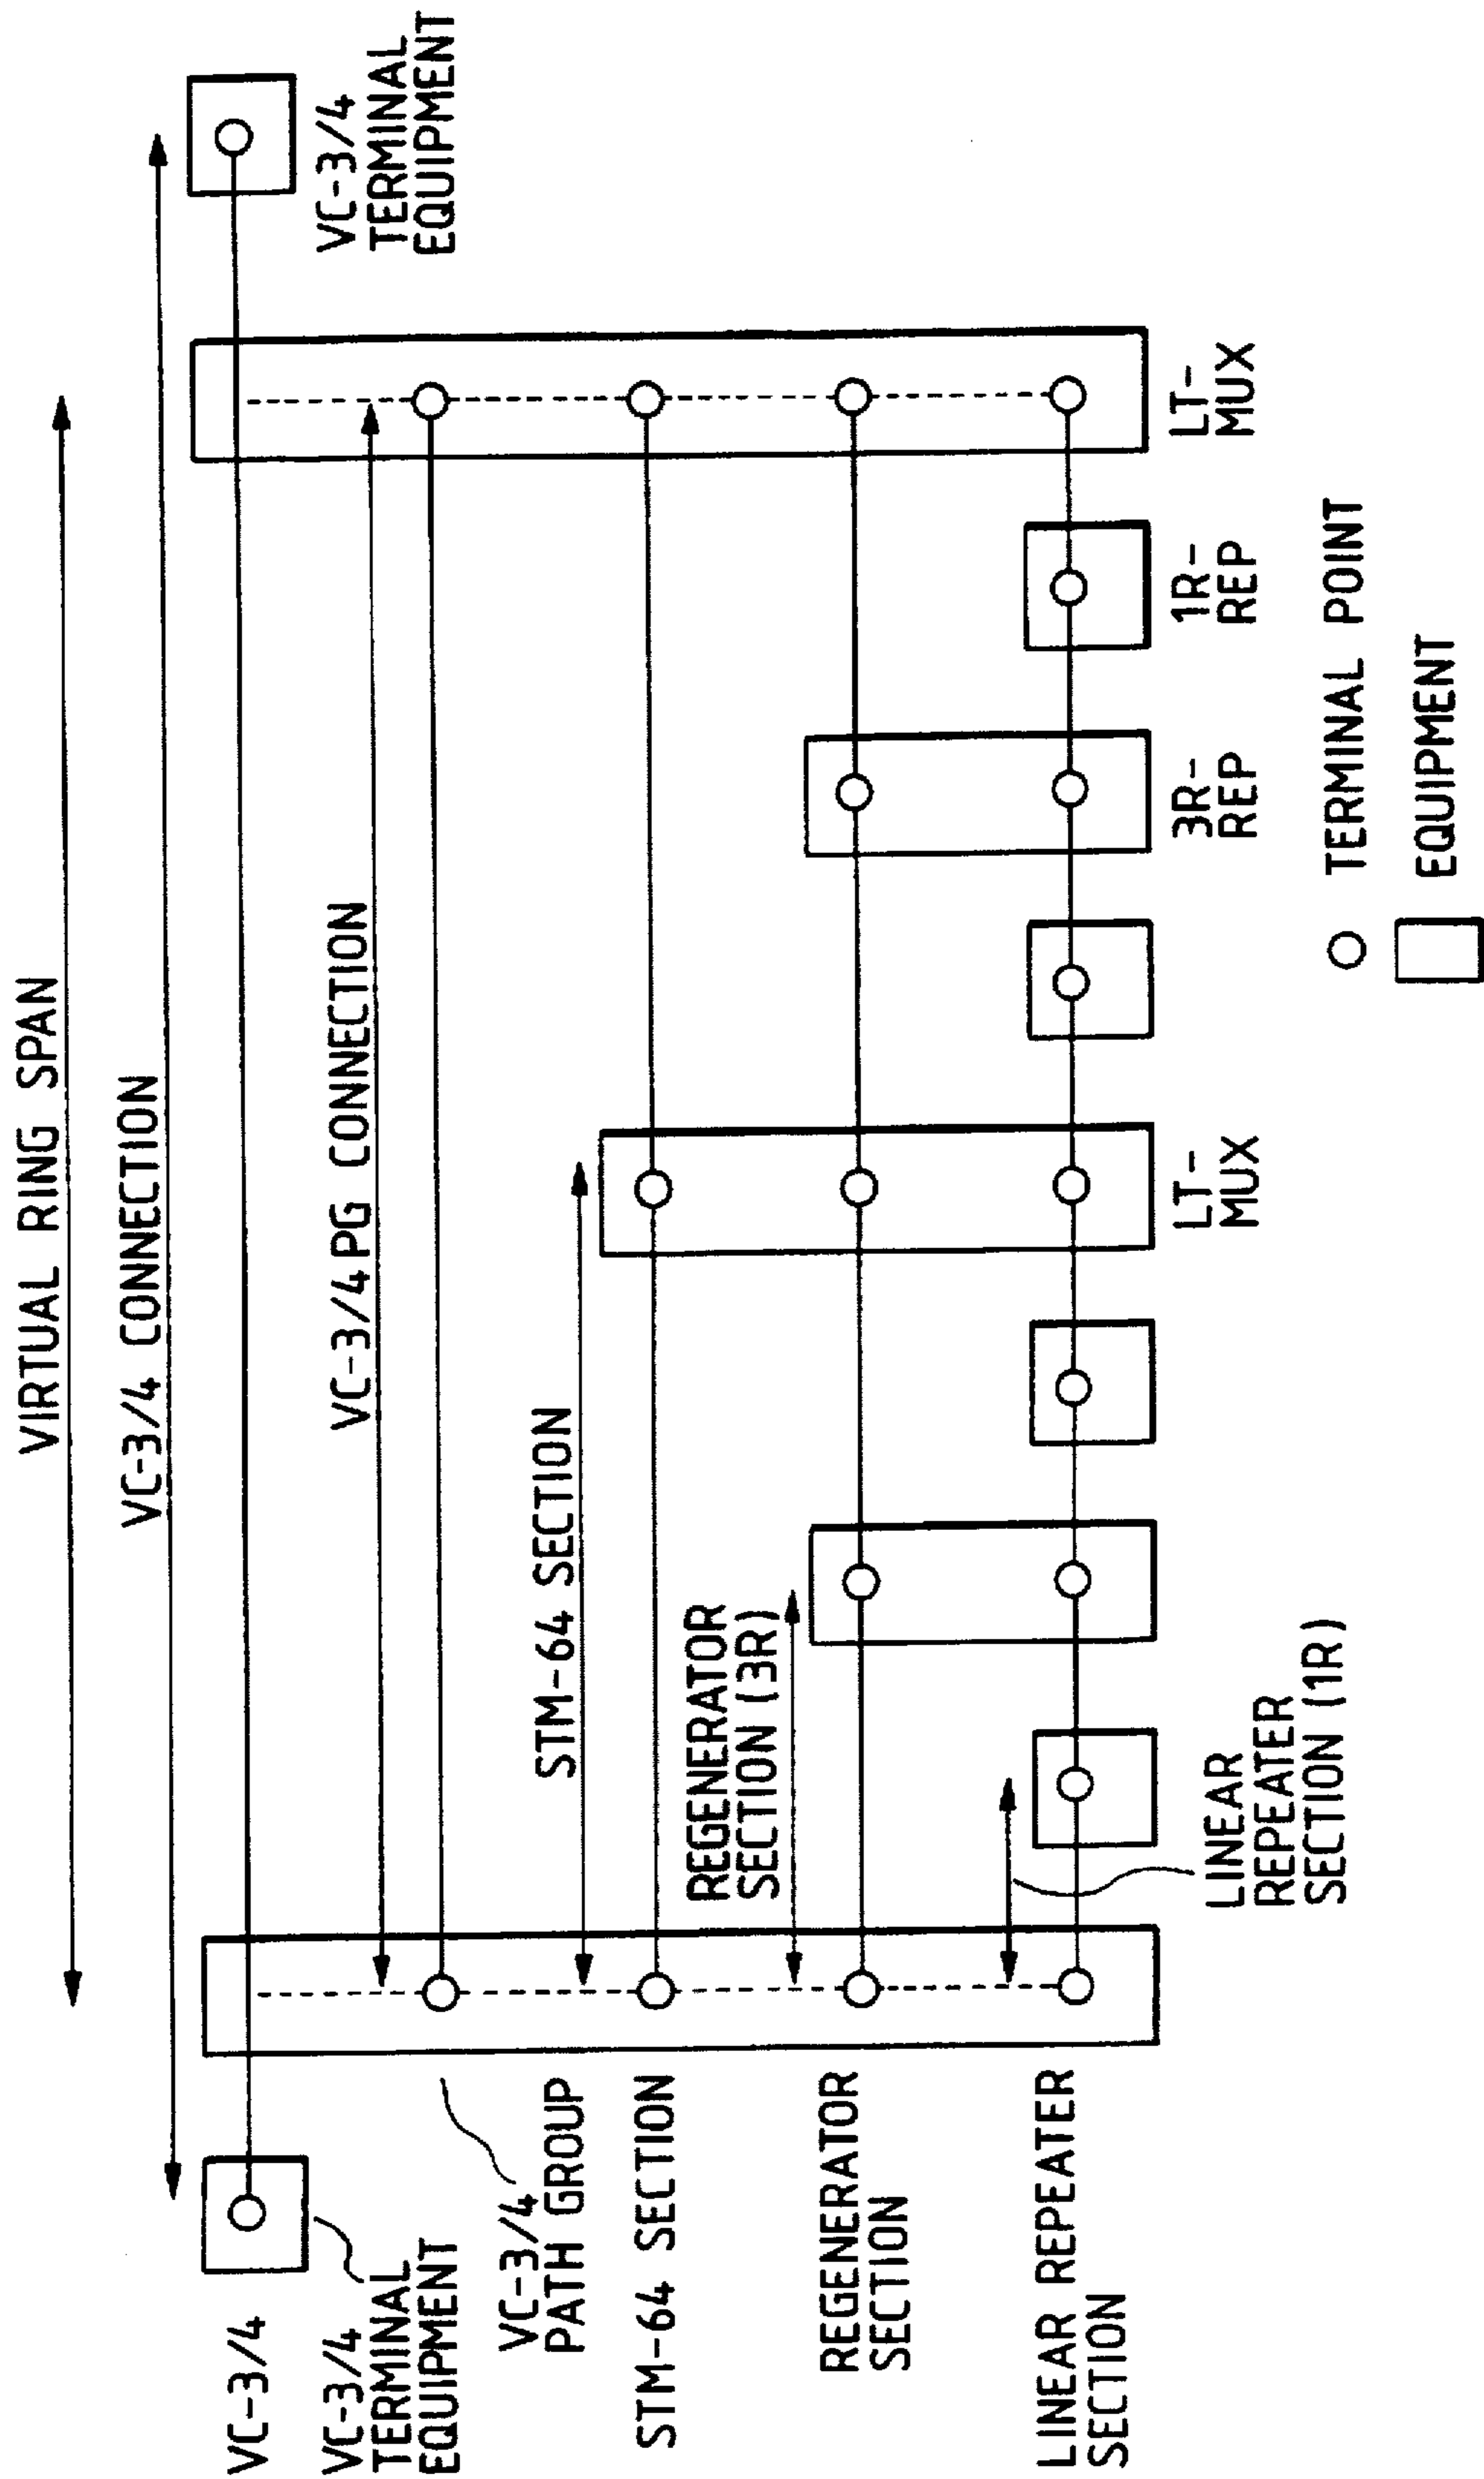 VIRTUAL RING SPAN
VC-3/4 CONNECTION
VC-3/4
VC-3/4
TERMINAL
EQUIPMENT
VC-3/4
TERMINAL
EQUIPMENT
VC-3/4 PG CONNECTION
VC-3/4
PATH GROUP
STM-64 SECTION
STM-64 SECTION
REGENERATOR
SECTION (3R)
REGENERATOR
SECTION
LINEAR REPEATER
SECTION
LINEAR
REPEATER
SECTION (1R)
LT-
MUX
3R-
REP
1R-
REP
LT-
MUX
TERMINAL POINT
EQUIPMENT